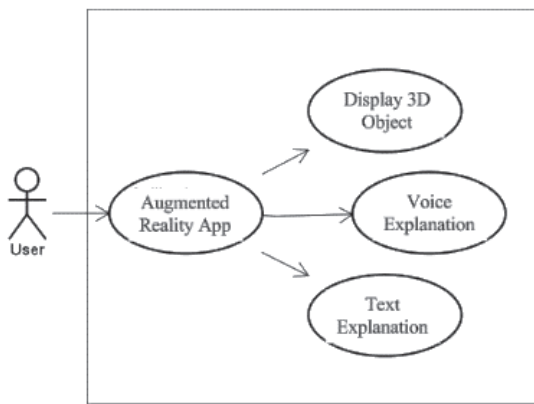 Display 3D
Object
User
Augmented
Reality App
Voice
Explanation
Text
Explanation